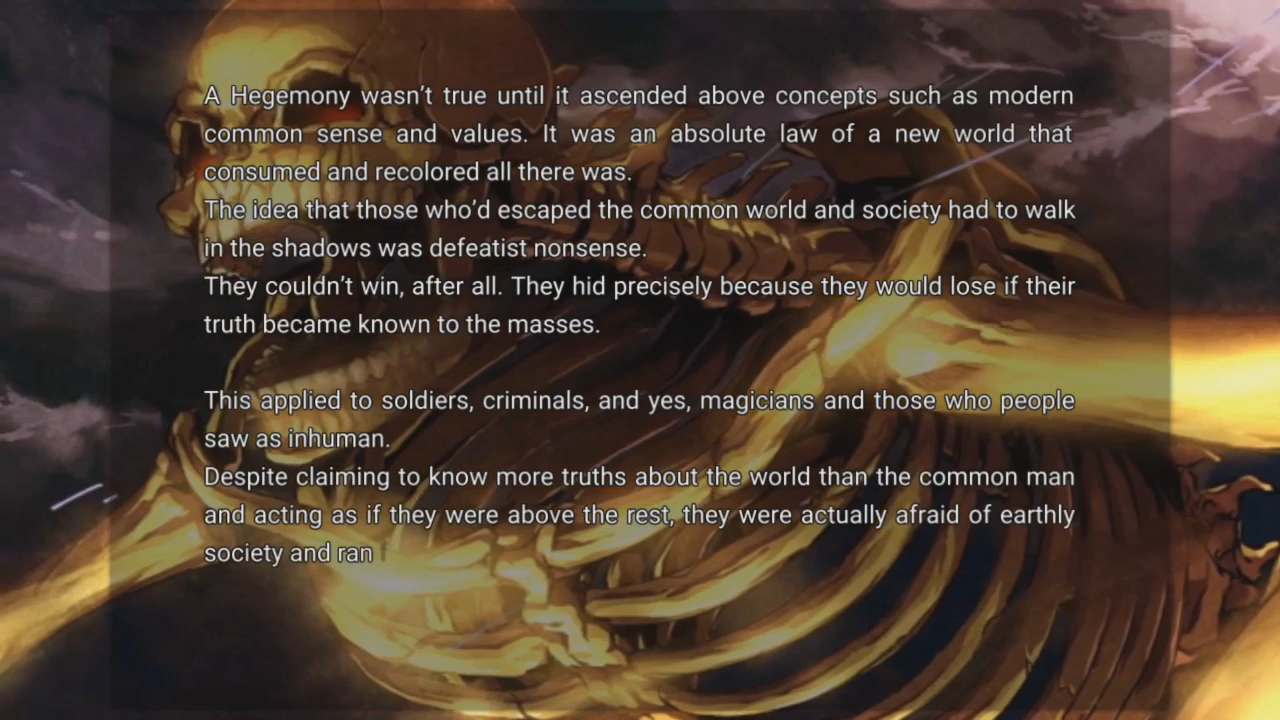 A Hegemony wasn't true until it ascended above concepts such as modern
common sense and values. It was an absolute law of a new world that
consumed and recolored all there was.
The idea that those who'd escaped the common world and society had to walk
in the shadows was defeatist nonsense.
They couldn't win, after all. They hid precisely because they would lose if their
truth became known to the masses.
This applied to soldiers, criminals, and yes, magicians and those who people
saw as inhuman.
Despite claiming to know more truths about the world than the common man
and acting as if they were above the rest, they were actually afraid of earthly
society and ran